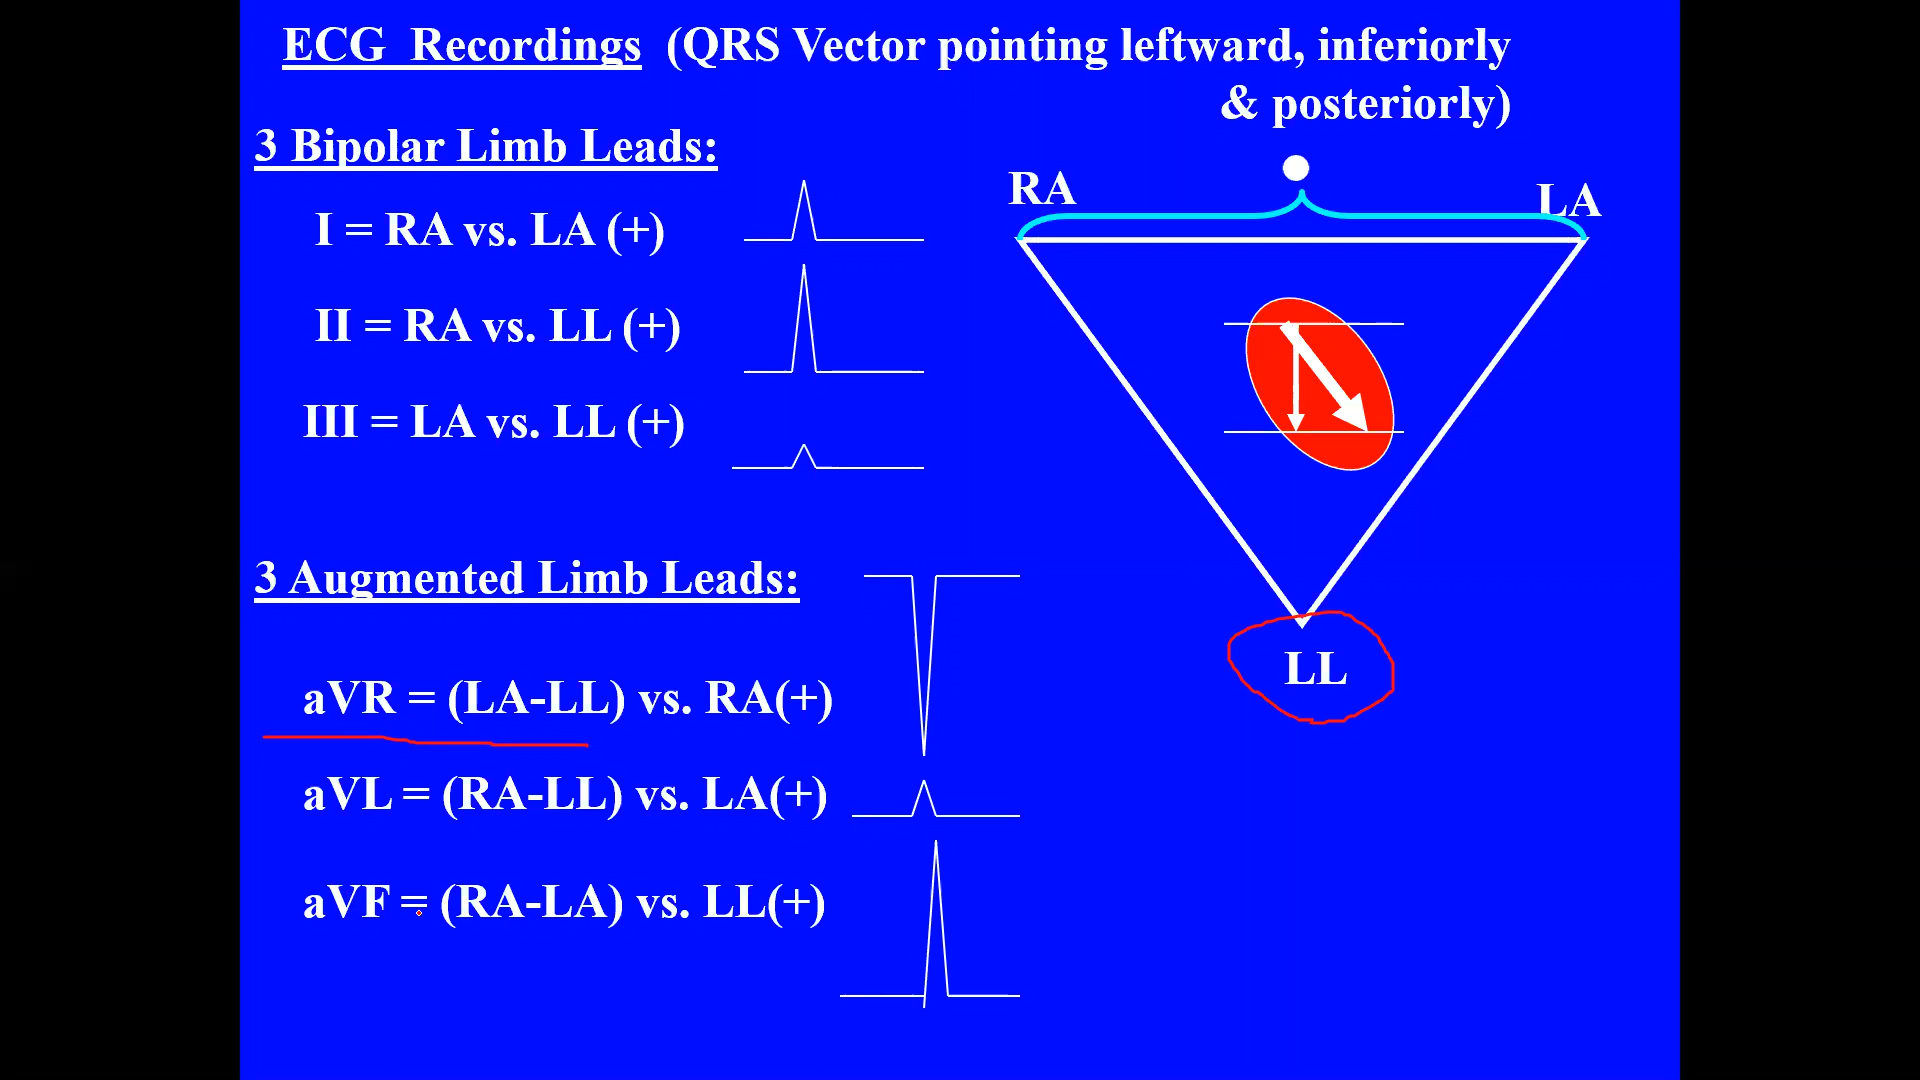 ECG Recordings (QRS Vector pointing leftward, inferiorly
& posteriorly)
3 Bipolar Limb Leads:
RA
LA
I = RA vs. LA (+)
II = RA vs. LL (+)
III = LA vs. LL (+)
3 Augmented Limb Leads:
LL
aVR = (LA-LL) vs. RA(+)
aVL = (RA-LL) vs. LA(+)
aVF = (RA-LA) vs. LL(+)